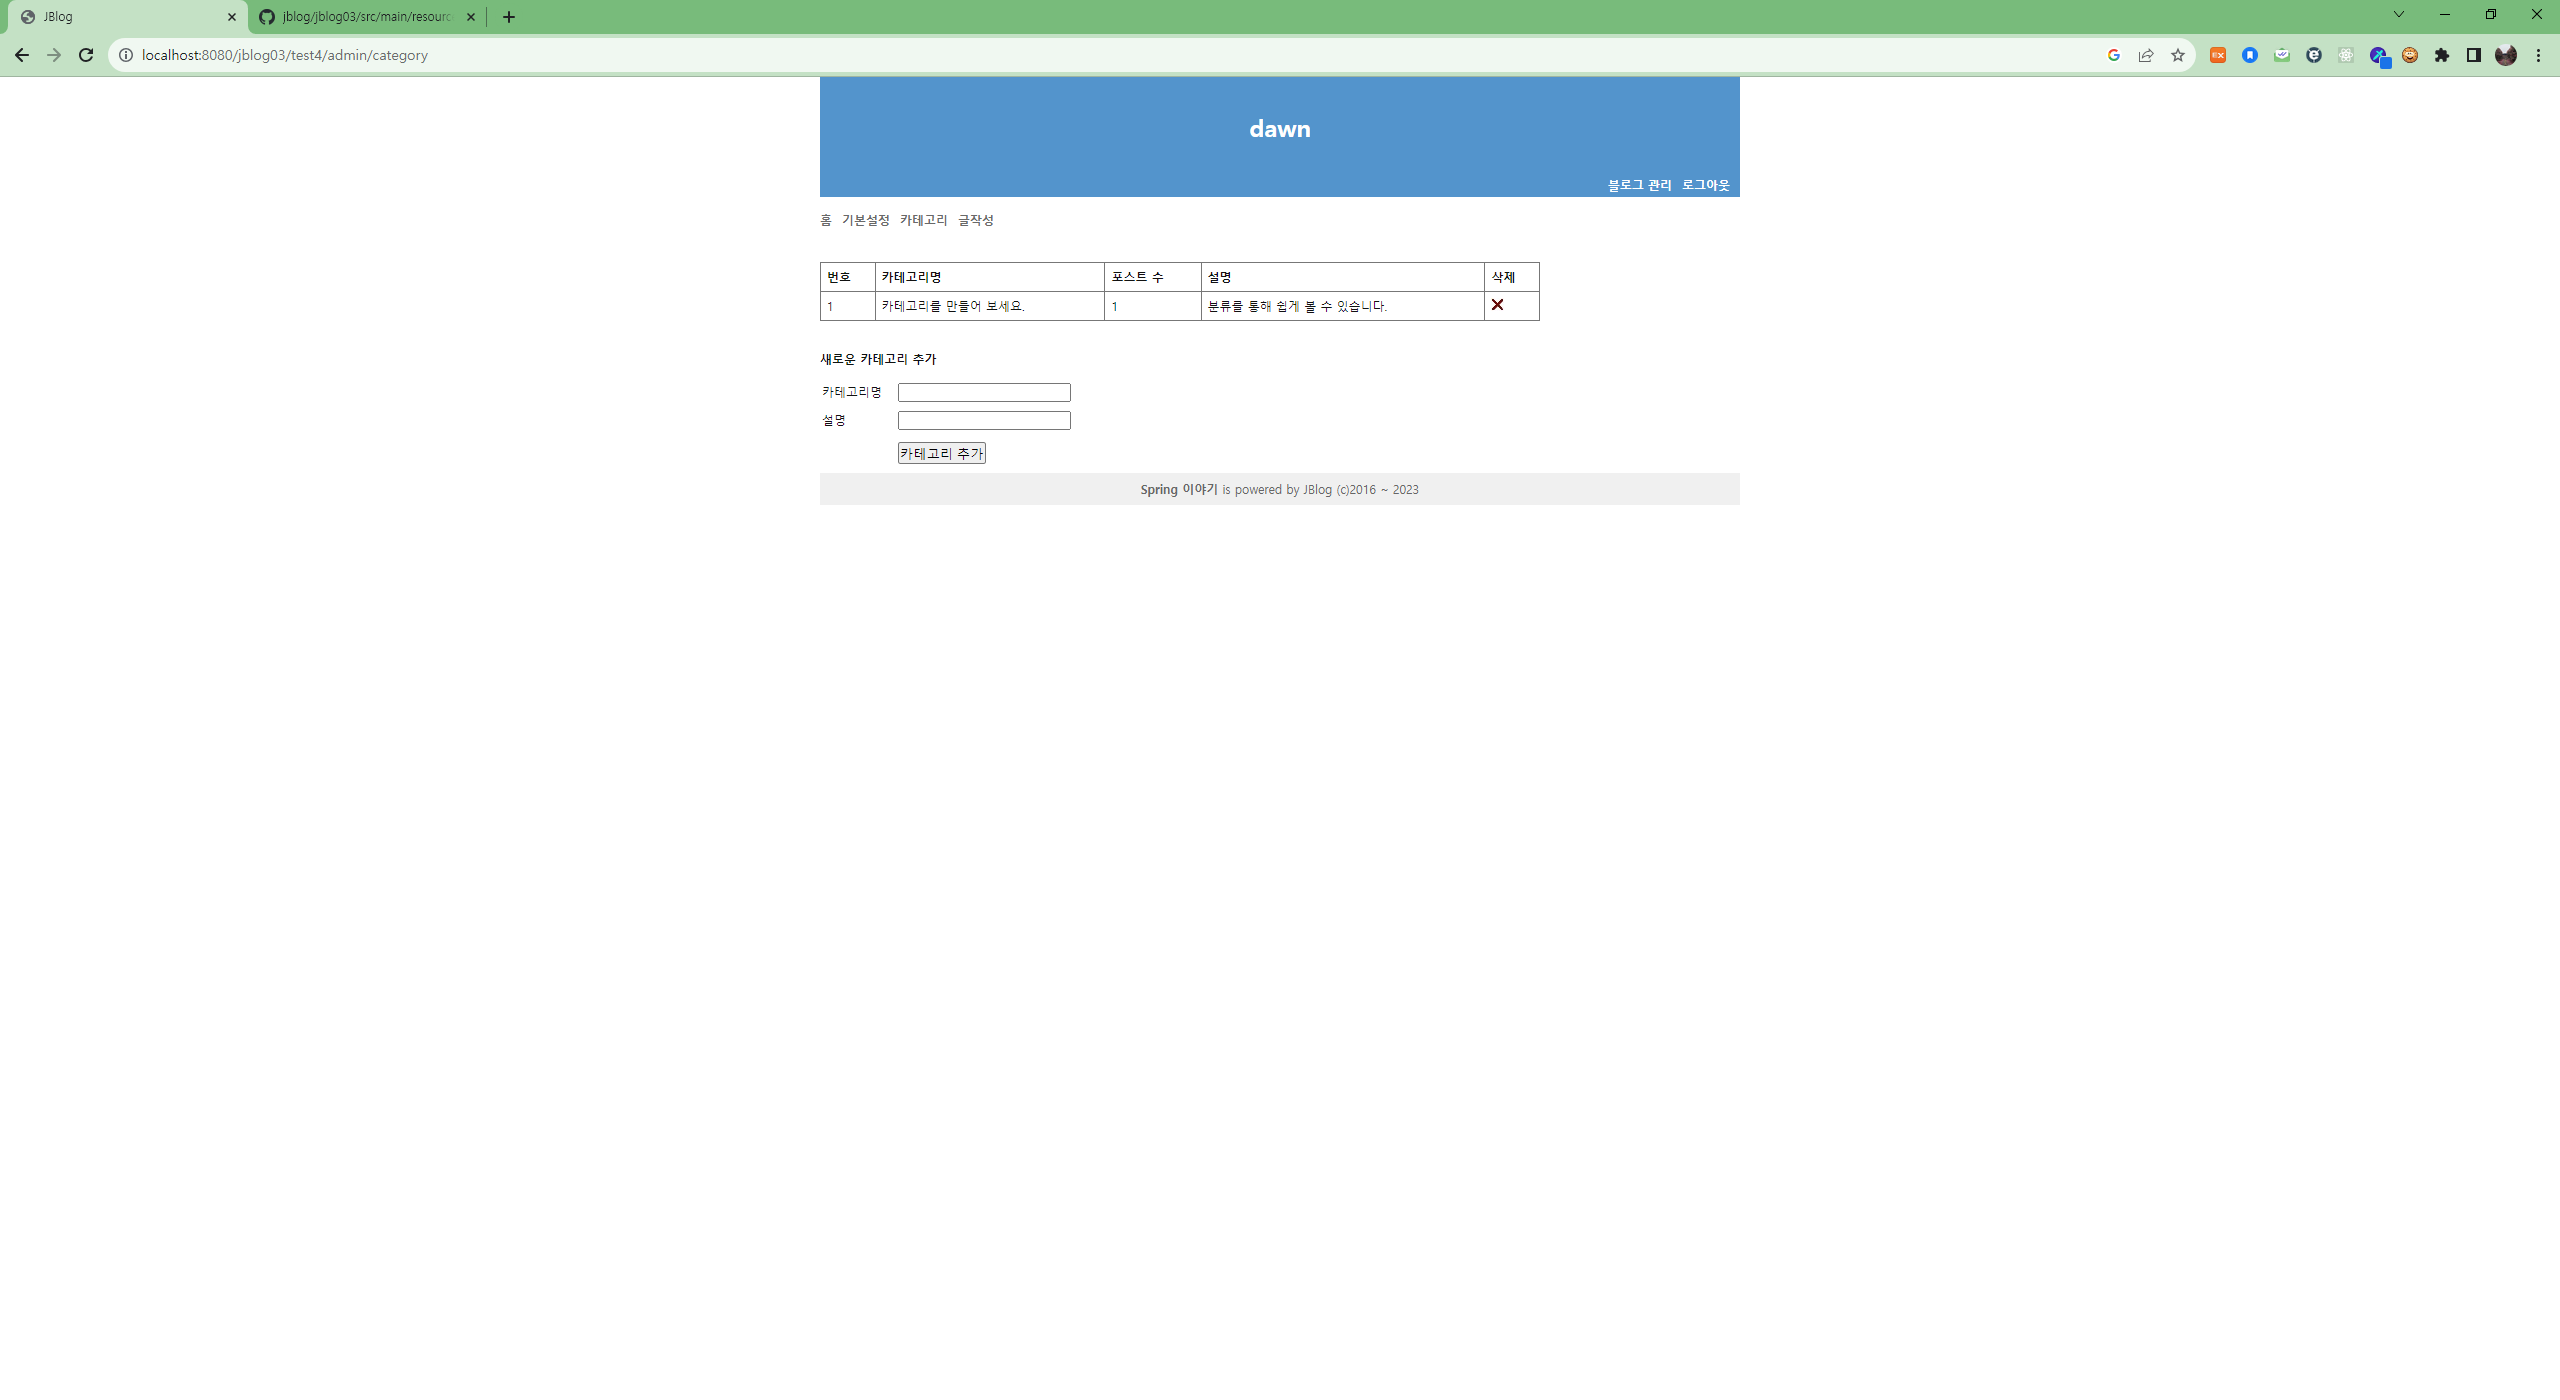 JBlog
jblog/jblog03/src/main/resourc
localhost:8080/jblog03/test4/admin/category
dawn
블로그 관리 로그아웃
홈 기본설정 카테고리 글작성
번호 카테고리명 포스트 수 설명 삭제
1 카테고리를 만들어 보세요. 1 분류를 통해 쉽게 볼 수 있습니다.
새로운 카테고리 추가
카테고리명
설명
카테고리 추가
Spring 이야기 is powered by JBlog (c)2016 ~ 2023